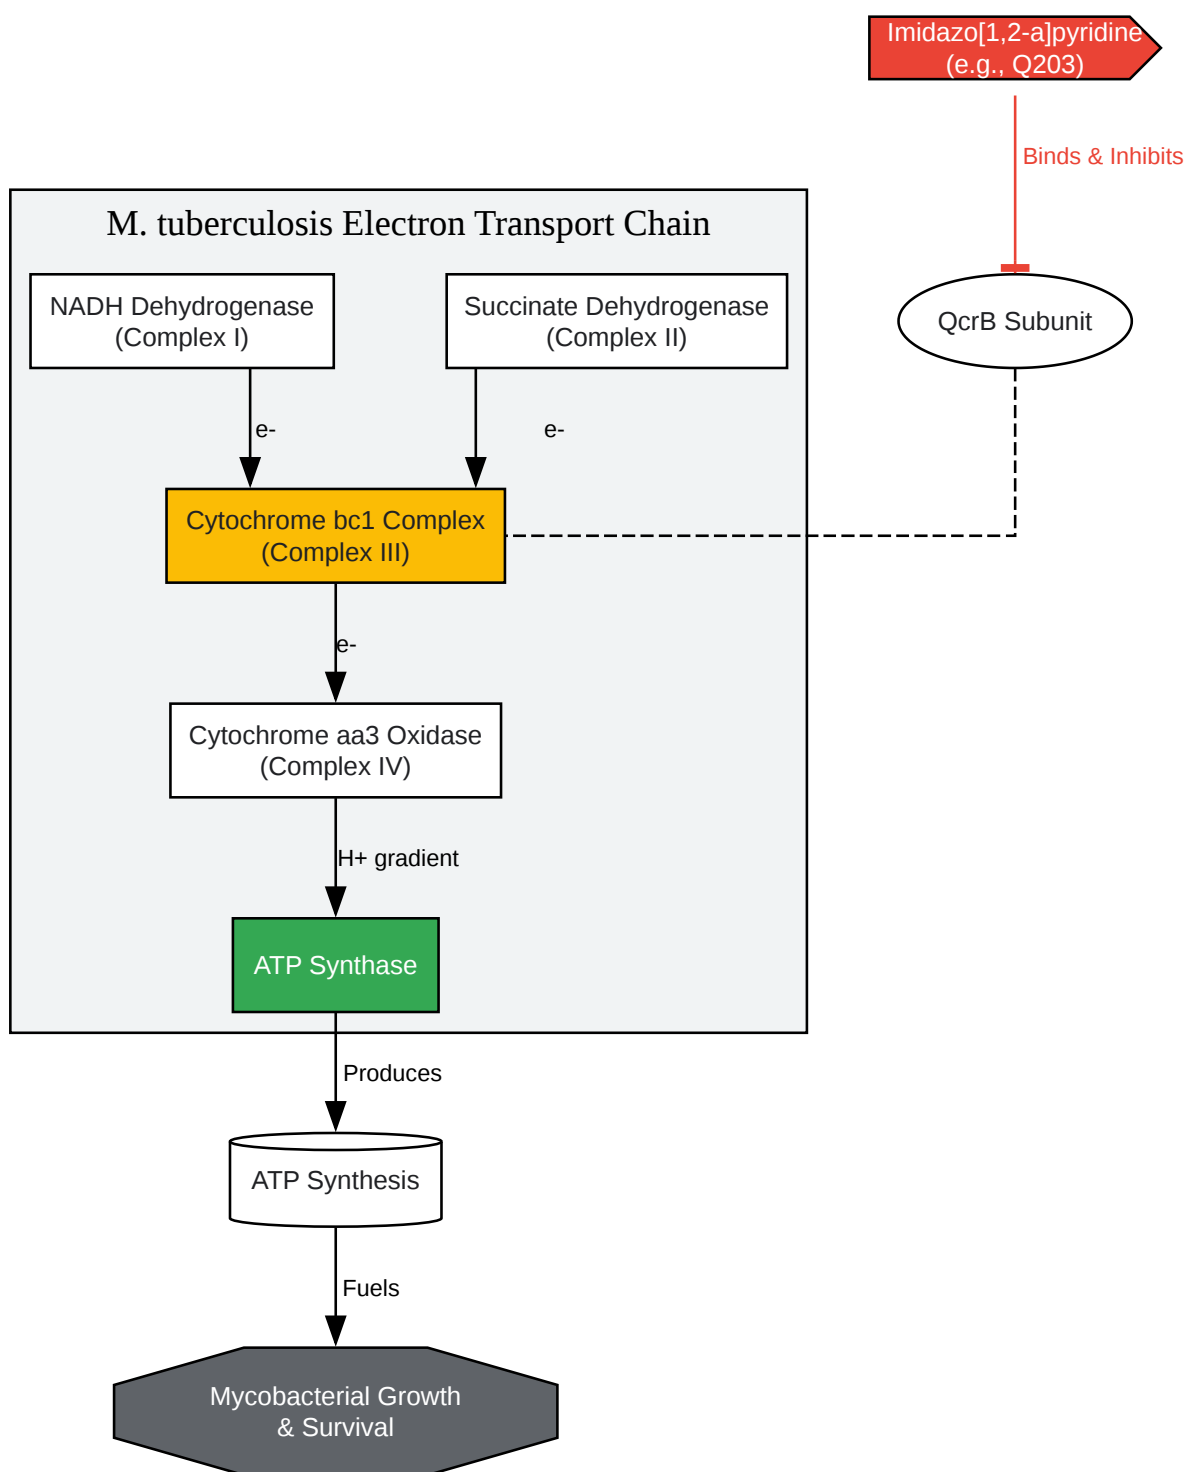 Imidazo[1,2-a]pyridine
(e.g., Q203)
Binds & Inhibits
M. tuberculosis Electron Transport Chain
NADH Dehydrogenase
(Complex I)
Succinate Dehydrogenase
(Complex II)
QcrB Subunit
e-
e-
Cytochrome bc1 Complex
(Complex III)
e-
Cytochrome aa3 Oxidase
(Complex IV)
H+ gradient
ATP Synthase
Produces
ATP Synthesis
Fuels
Mycobacterial Growth
& Survival